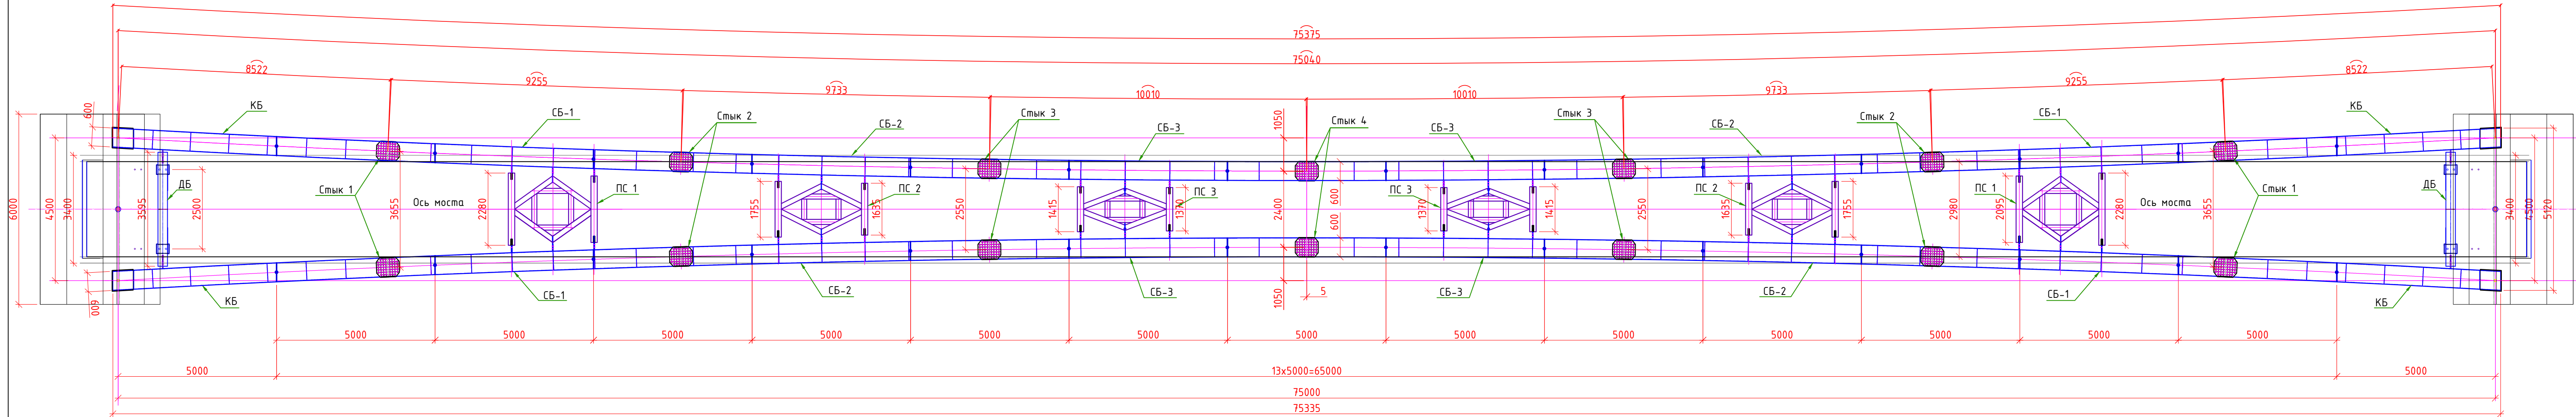 75375
75040
8522
9255
9733
10010
10010
9733
9255
8522
600
КБ
СБ-1
Стык 2
СБ-2
Стык 3
СБ-3
1050
Стык 4
СБ-3
Стык 3
СБ-2
Стык 2
СБ-1
КБ
6000
4500
3400
3595
ДБ
2500
Стык 1
3655
Ось моста
2280
ПС 1
1755
1635
ПС 2
2550
1415
1370
ПС 3
2400
600
600
1370
ПС 3
1415
2550
1635
ПС 2
1755
2980
2095
ПС 1
2280
Ось моста
3655
Стык 1
ДБ
3400
4500
5120
600
КБ
СБ-1
СБ-2
СБ-3
1050
5
СБ-3
СБ-2
СБ-1
КБ
5000
5000
5000
5000
5000
5000
5000
5000
5000
5000
5000
5000
5000
5000
13х5000=65000
5000
75000
75335